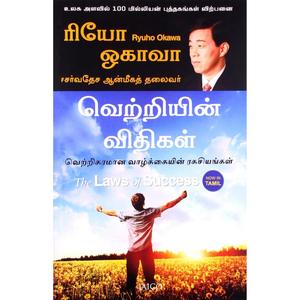 உலக அளவில் 100 மில்லியன் புத்தகங்கள் விற்பனை
ரியோ
Ryuho Okawa
ஒகாவா
சர்வதேச ஆன்மீகத் தலைவர்
வெற்றியின்
விதிகள்
வெற்றிகரமான வாழ்க்கையின் ரகசியங்கள்
The Laws of Success
NOW IN
TAMIL
JAICO